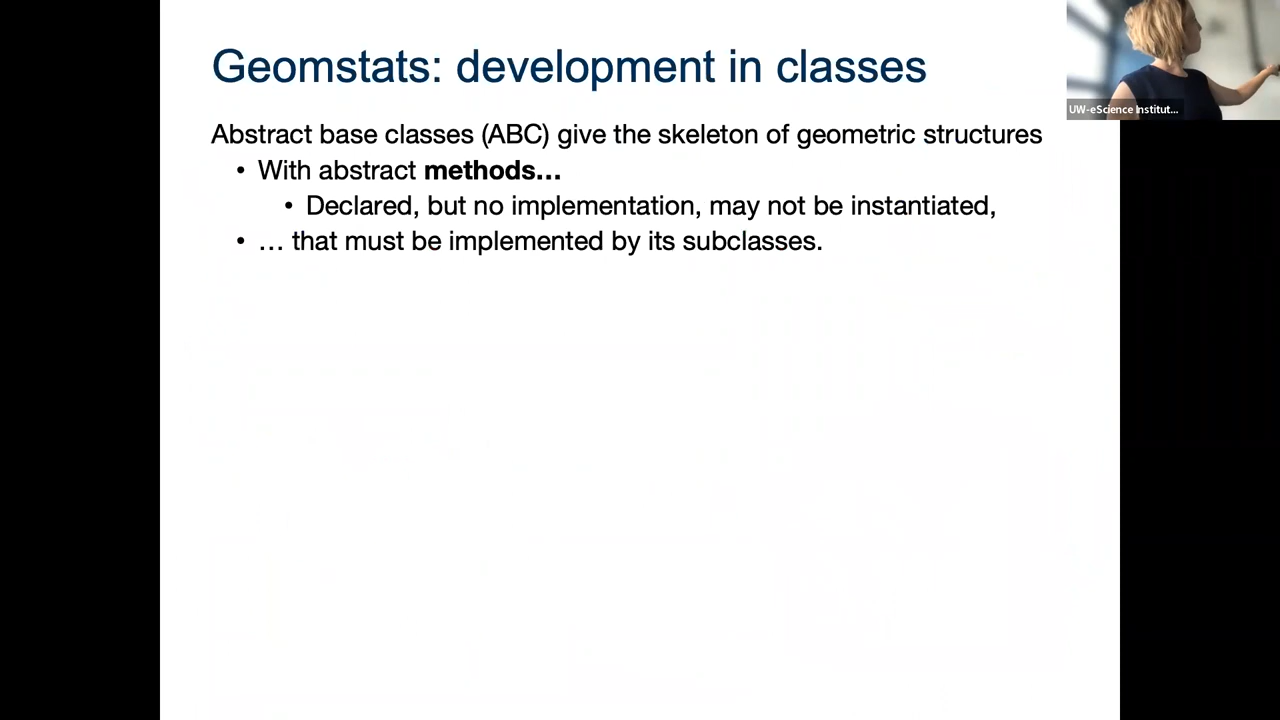 Geomstats: development in classes
UW-eScience Institut...
Abstract base classes (ABC) give the skeleton of geometric structures
• With abstract methods...
• Declared, but no implementation, may not be instantiated,
• ... that must be implemented by its subclasses.